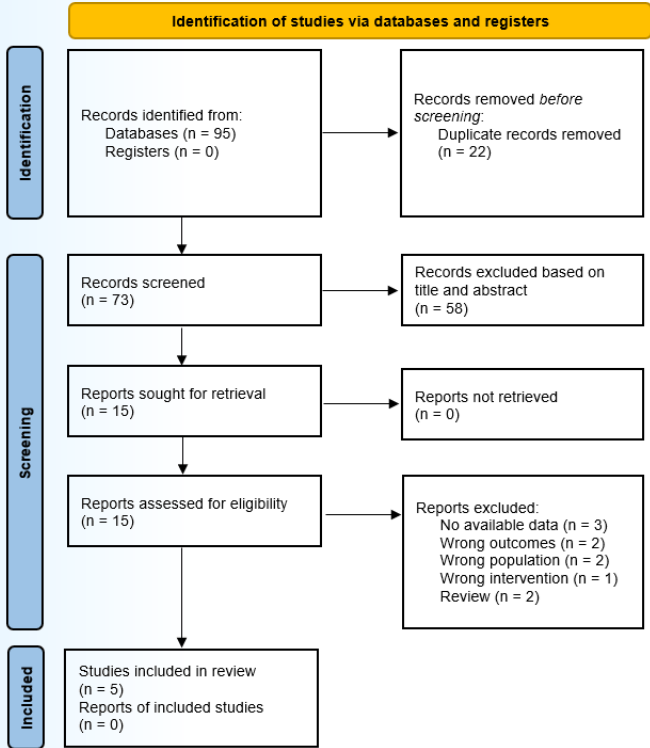 Identification of studies via databases and registers
Identification
Records identified from:
Databases (n = 95)
Registers (n = 0)
Records removed before
screening:
Duplicate records removed
(n = 22)
Screening
Records screened
(n = 73)
Records excluded based on
title and abstract
(n = 58)
Reports sought for retrieval
(n = 15)
Reports not retrieved
(n = 0)
Reports assessed for eligibility
(n = 15)
Reports excluded:
No available data (n = 3)
Wrong outcomes (n = 2)
Wrong population (n = 2)
Wrong intervention (n = 1)
Review (n = 2)
Included
Studies included in review
(n = 5)
Reports of included studies
(n = 0)